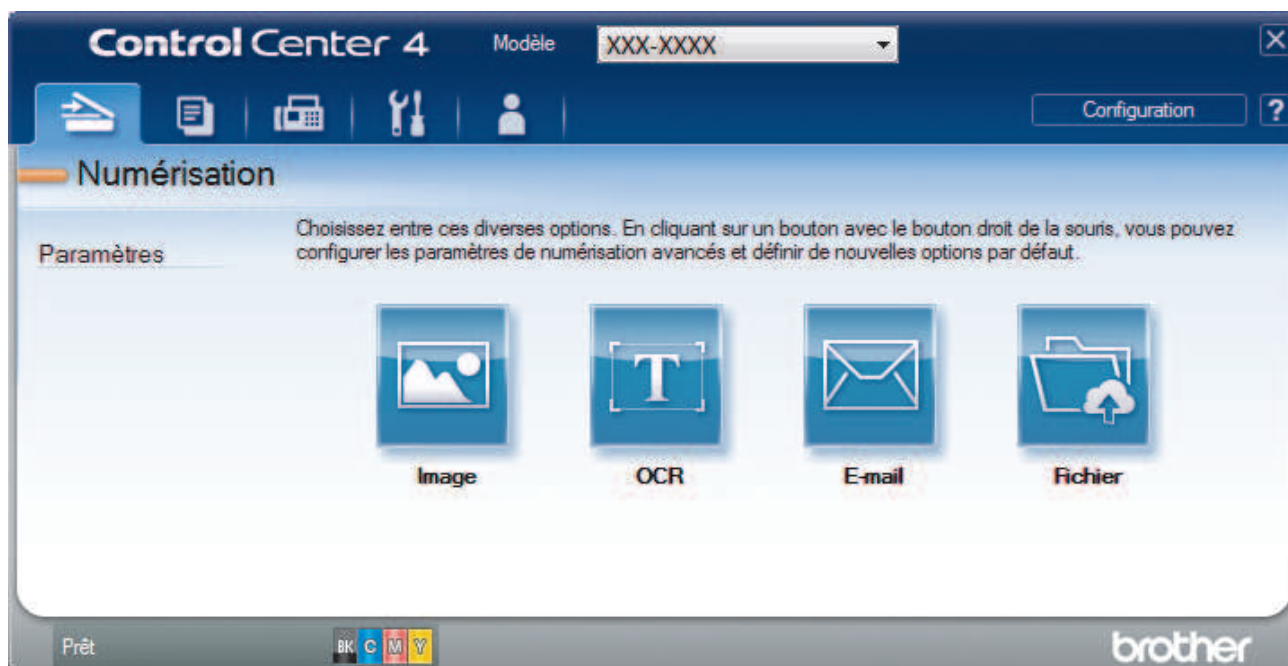 Control Center 4 Modèle XXX-XXXX
Configuration ?
Numérisation
Choisissez entre ces diverses options. En cliquant sur un bouton avec le bouton droit de la souris, vous pouvez
configurer les paramètres de numérisation avancés et définir de nouvelles options par défaut.
Paramètres
T
Image OCR E-mail Fichier
Prêt BK C M Y brother